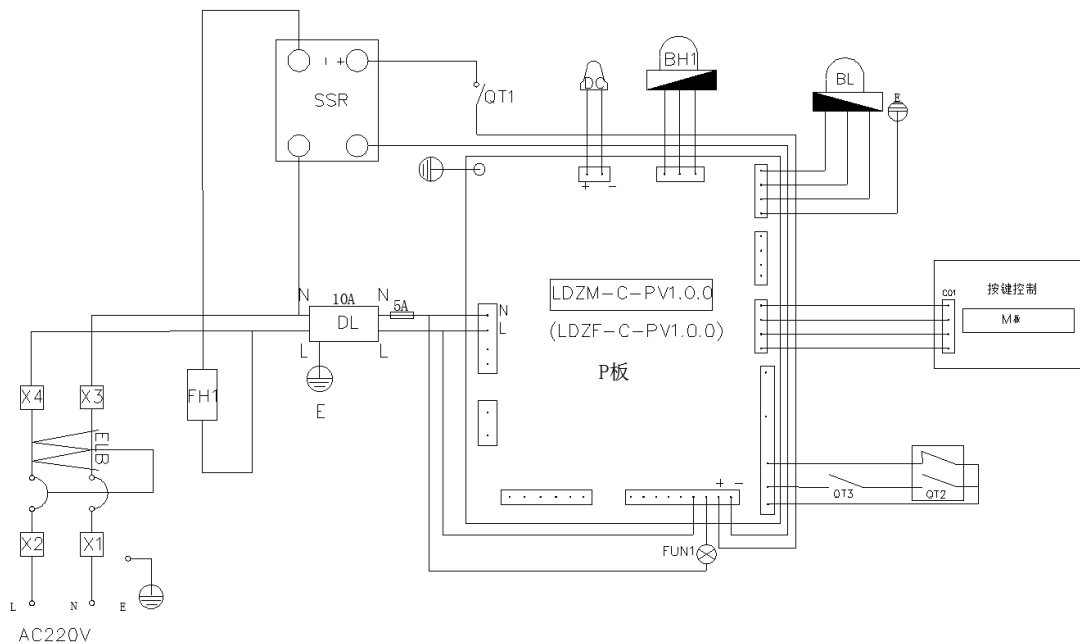 SSR
- +
QT1
DC
BH1
BL
E
+ -
LDZM-C-PV1.0.0
(LDZF-C-PV1.0.0)
P板
CO1
按键控制
N
10A
N
5A
DL
L
L
E
N
L
FH1
X4
X3
ELB
X2
X1
L
N
E
AC220V
+ -
FUN1
QT3
QT2